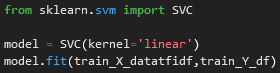 from sklearn.svm import SVC
model = SVC(kernel='linear')
model.fit(train_X_datatfidf,train_Y_df)